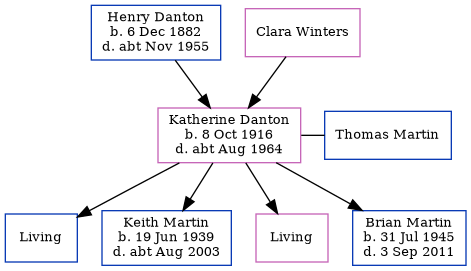 Henry Danton
b. 6 Dec 1882
d. abt Nov 1955
Clara Winters
Katherine Danton
b. 8 Oct 1916
d. abt Aug 1964
Thomas Martin
Living
Keith Martin
b. 19 Jun 1939
d. abt Aug 2003
Living
Brian Martin
b. 31 Jul 1945
d. 3 Sep 2011